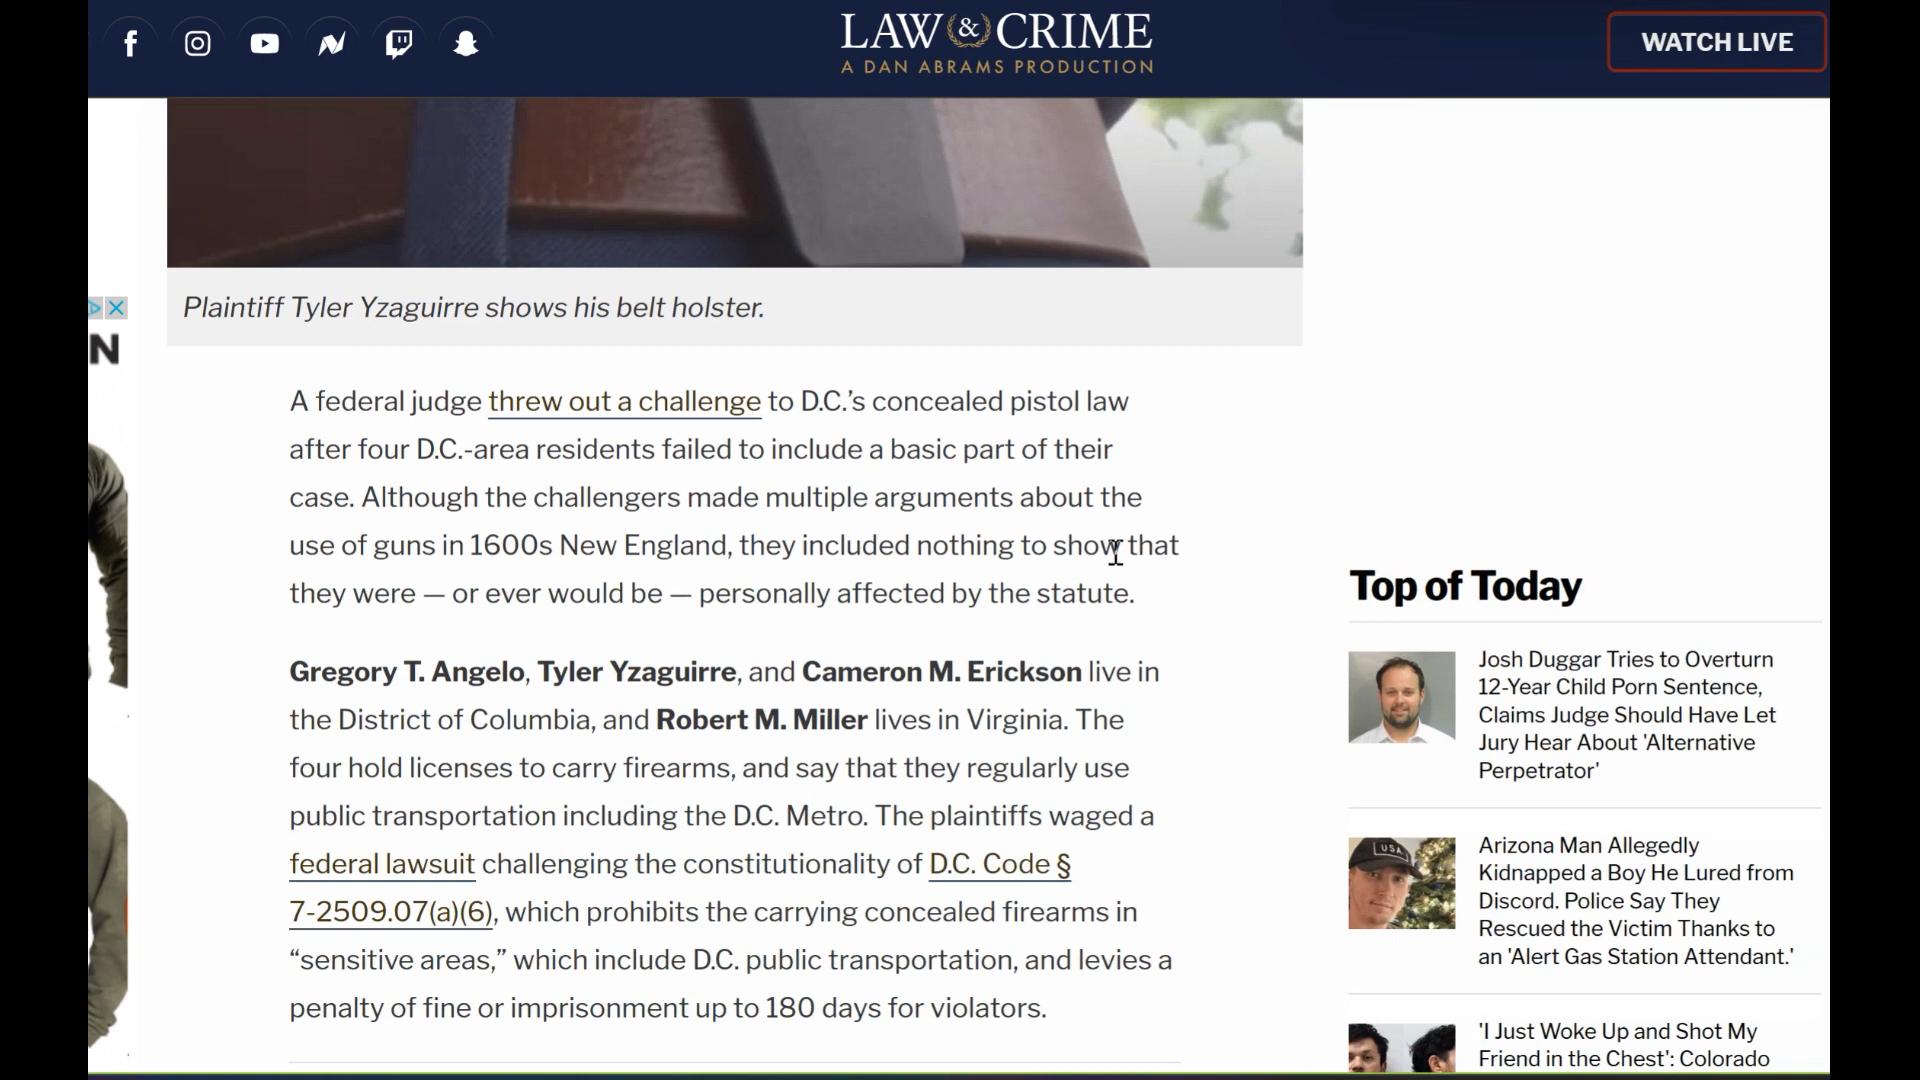 LAW & CRIME
A DAN ABRAMS PRODUCTION
WATCH LIVE
N
Plaintiff Tyler Yzaguirre shows his belt holster.
A federal judge threw out a challenge to D.C.’s concealed pistol law
after four D.C.-area residents failed to include a basic part of their
case. Although the challengers made multiple arguments about the
use of guns in 1600s New England, they included nothing to show that
they were — or ever would be — personally affected by the statute.
Gregory T. Angelo, Tyler Yzaguirre, and Cameron M. Erickson live in
the District of Columbia, and Robert M. Miller lives in Virginia. The
four hold licenses to carry firearms, and say that they regularly use
public transportation including the D.C. Metro. The plaintiffs waged a
federal lawsuit challenging the constitutionality of D.C. Code §
7-2509.07(a)(6), which prohibits the carrying concealed firearms in
“sensitive areas,” which include D.C. public transportation, and levies a
penalty of fine or imprisonment up to 180 days for violators.
Top of Today
Josh Duggar Tries to Overturn
12-Year Child Porn Sentence,
Claims Judge Should Have Let
Jury Hear About 'Alternative
Perpetrator'
USA
Arizona Man Allegedly
Kidnapped a Boy He Lured from
Discord. Police Say They
Rescued the Victim Thanks to
an 'Alert Gas Station Attendant.'
'I Just Woke Up and Shot My
Friend in the Chest': Colorado